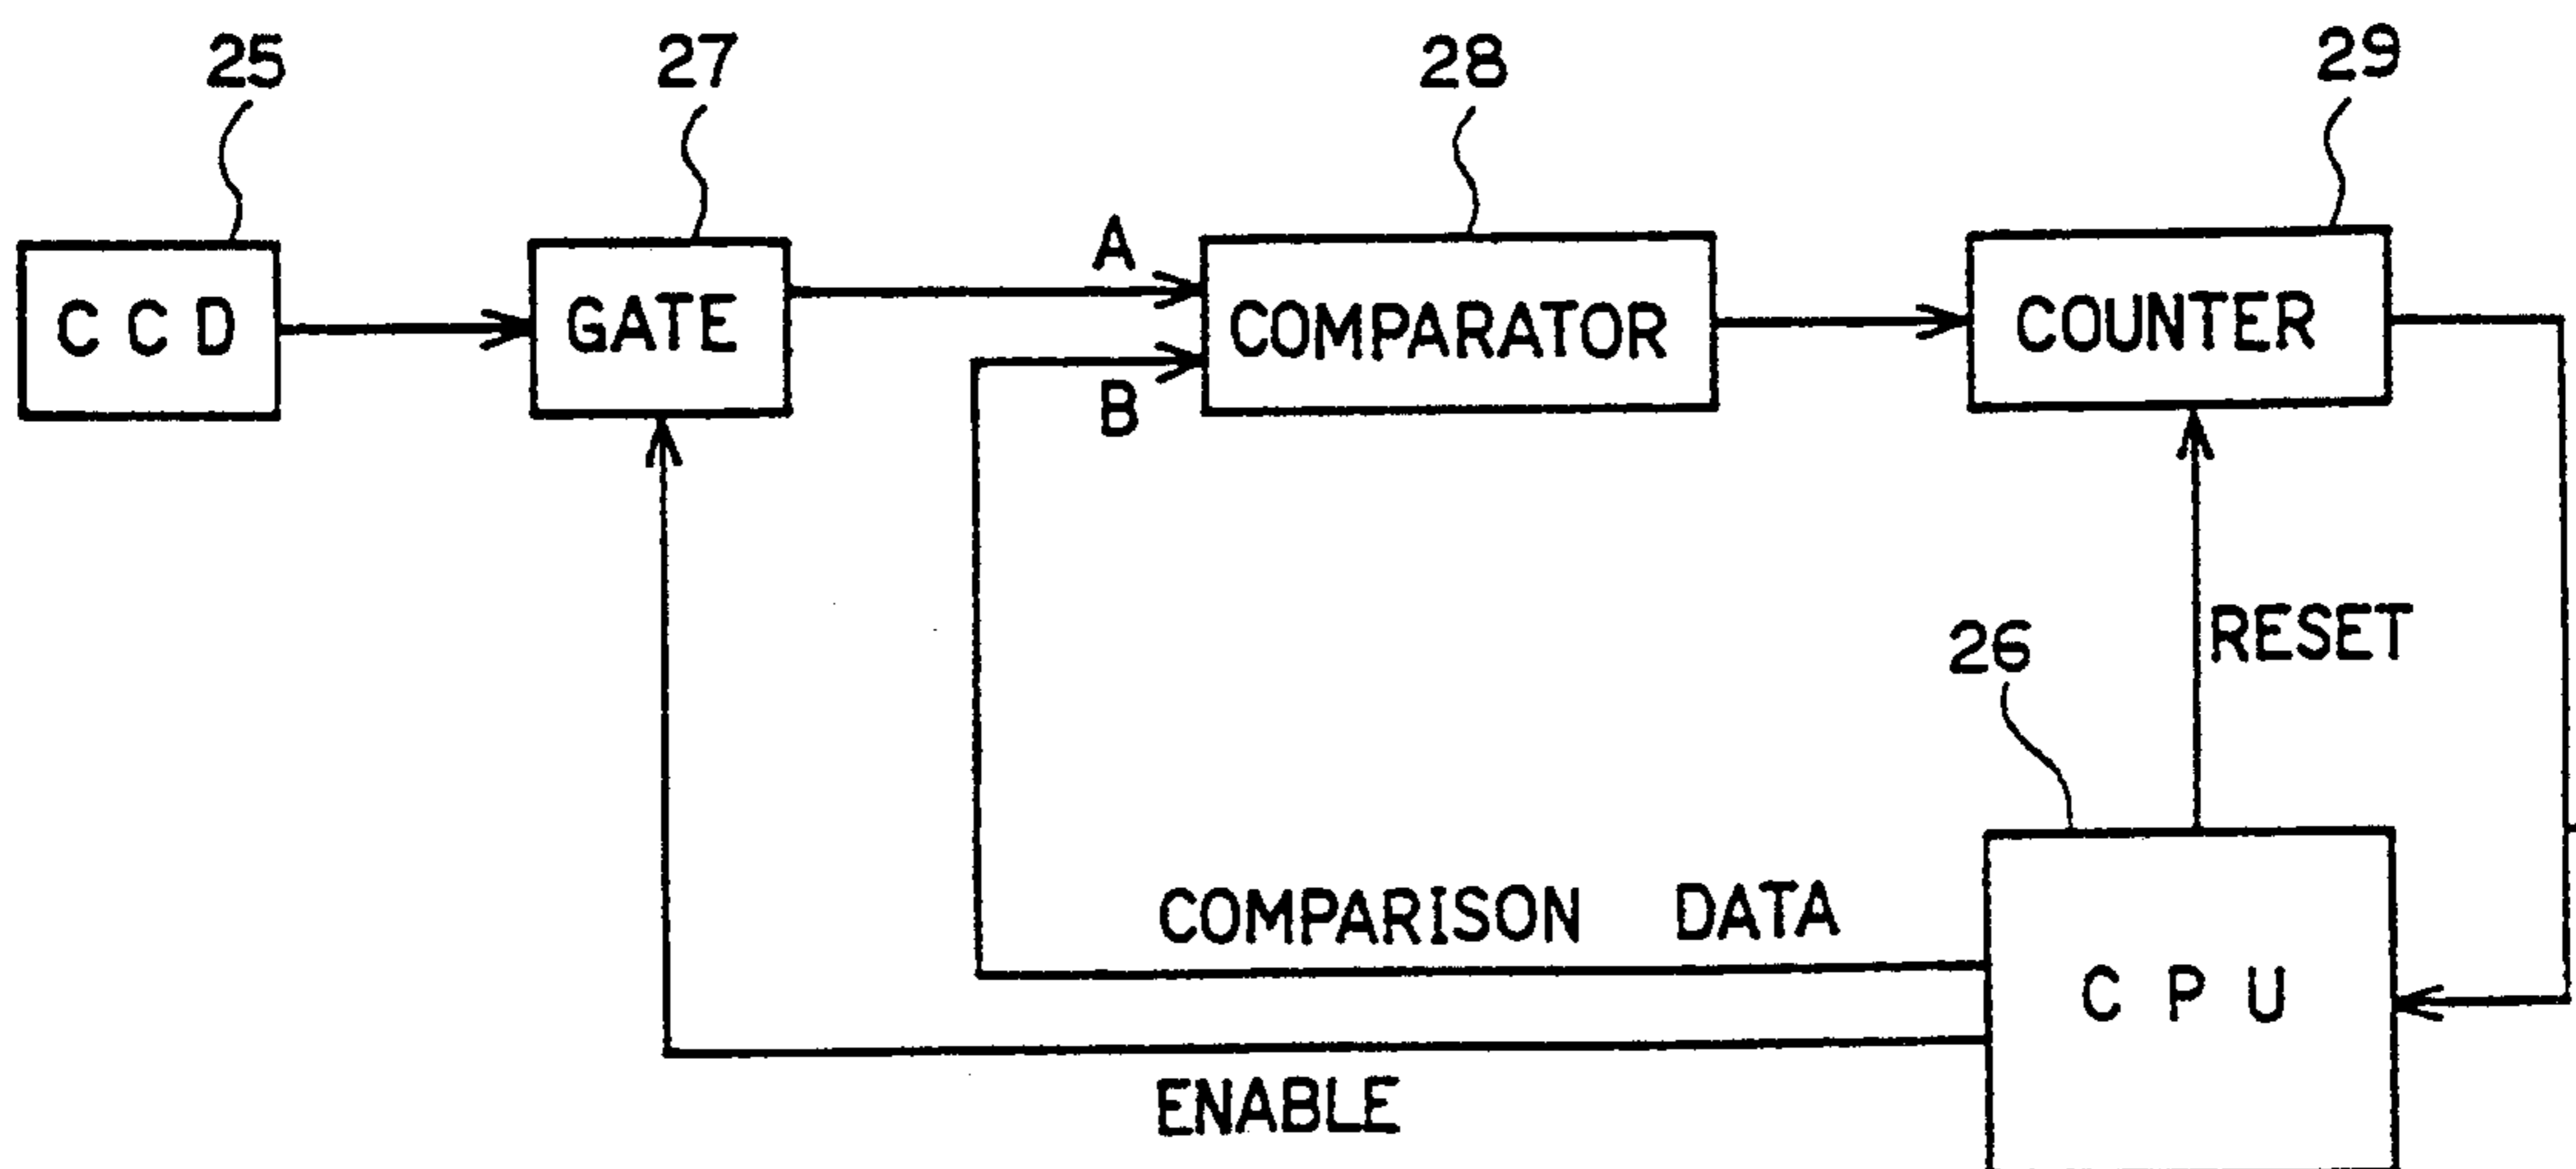 25
27
28
29
A
C C D
GATE
COMPARATOR
COUNTER
B
RESET
26
COMPARISON DATA
C P U
ENABLE